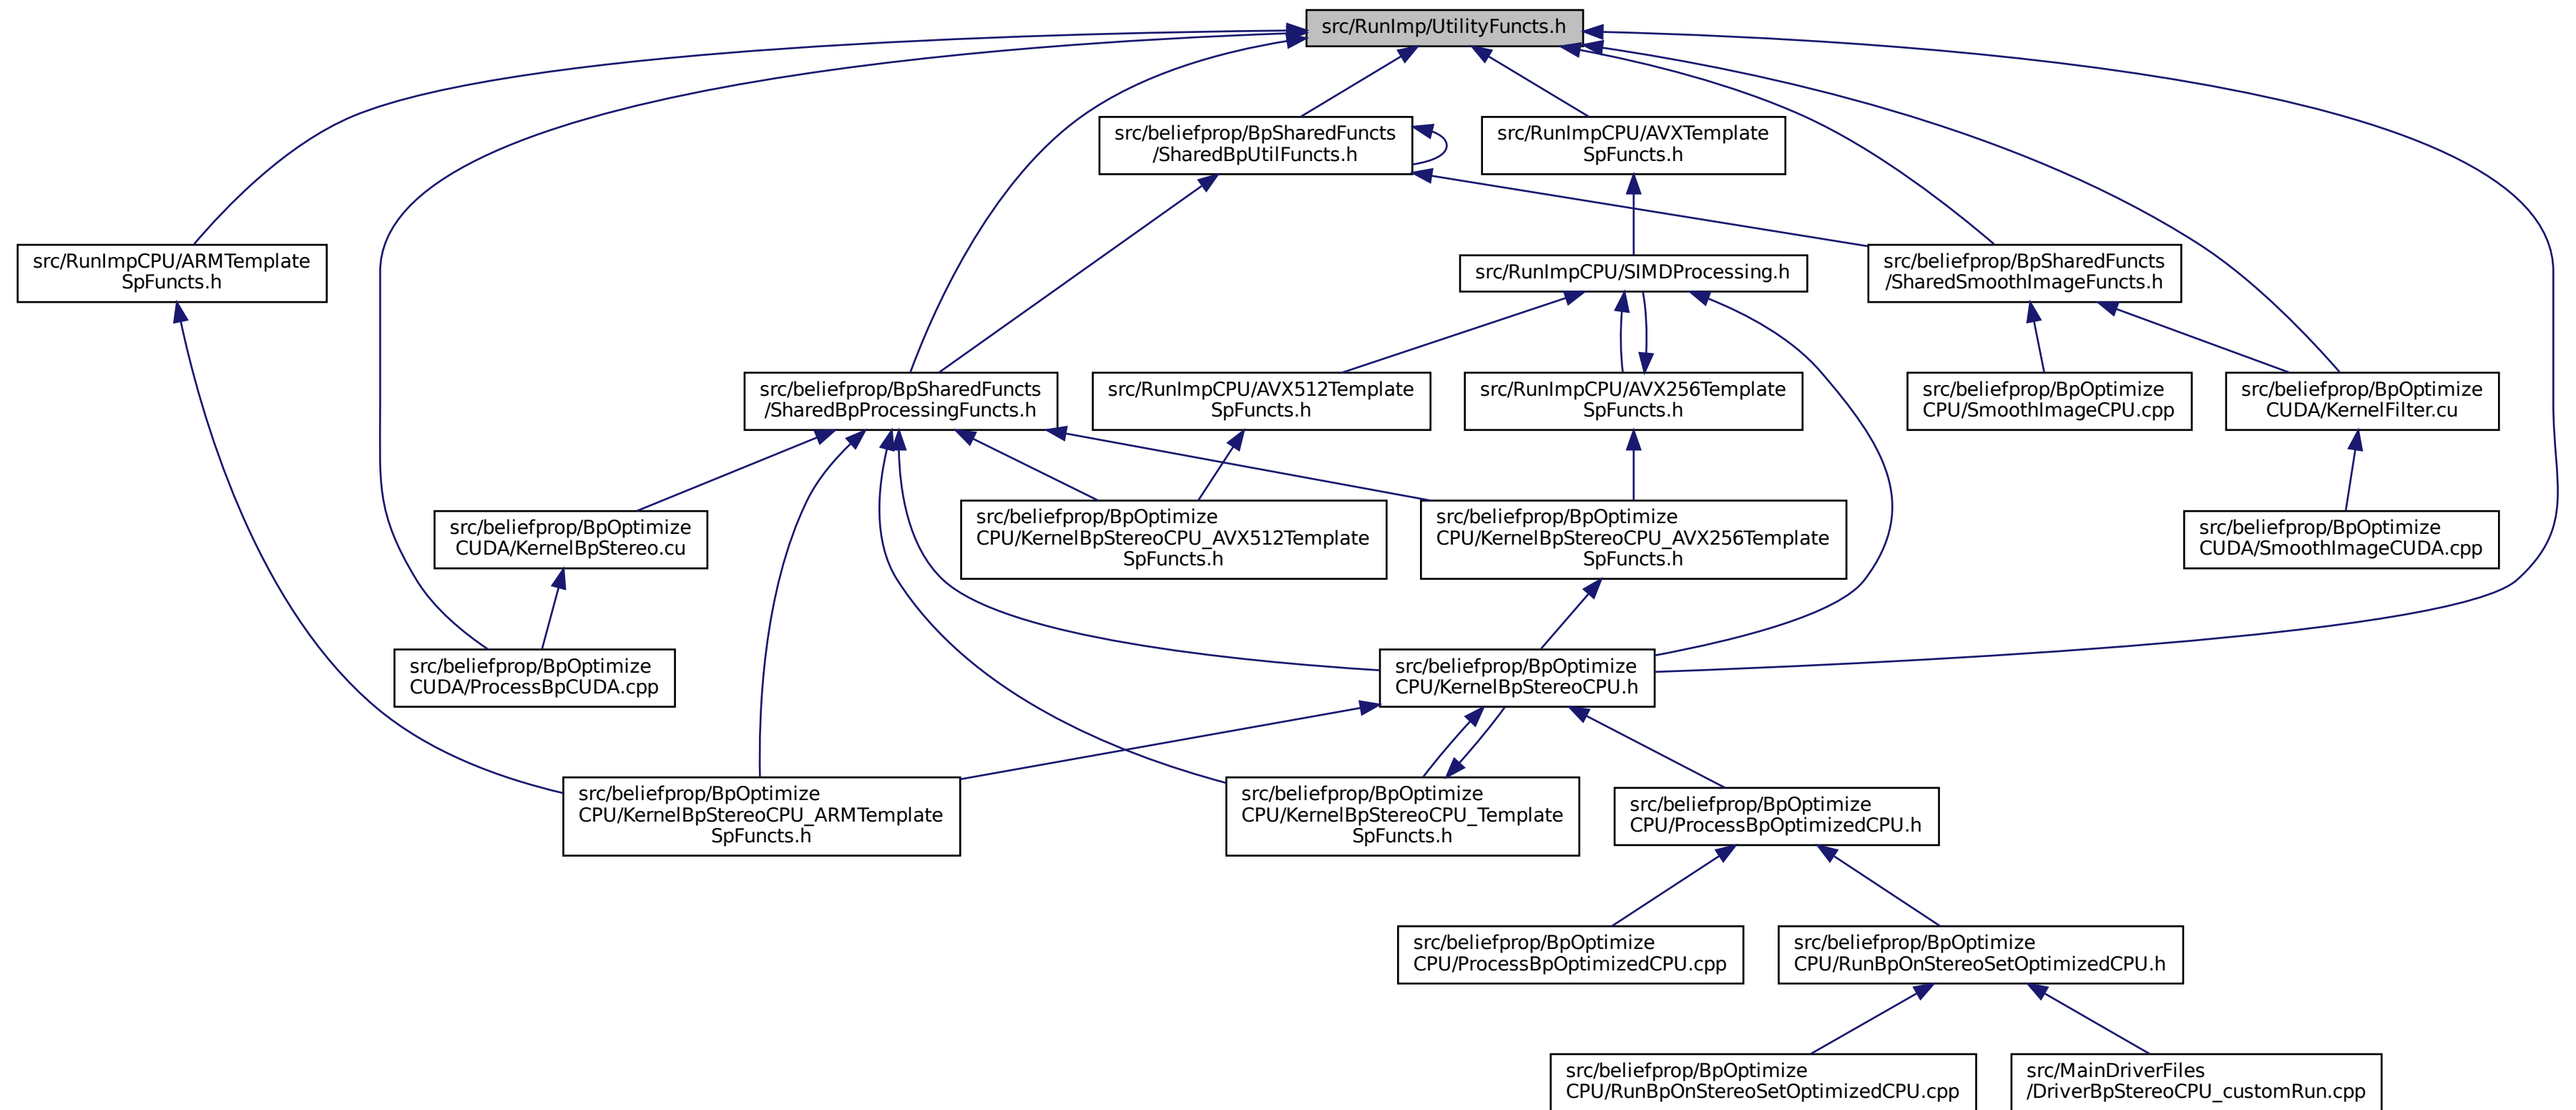 src/RunImp/UtilityFuncts.h
src/beliefprop/BpSharedFuncts
/SharedBpUtilFuncts.h
src/RunImpCPU/AVXTemplate
SpFuncts.h
src/RunImpCPU/ARMTemplate
SpFuncts.h
src/RunImpCPU/SIMDProcessing.h
src/beliefprop/BpSharedFuncts
/SharedSmoothImageFuncts.h
src/beliefprop/BpSharedFuncts
/SharedBpProcessingFuncts.h
src/RunImpCPU/AVX512Template
SpFuncts.h
src/RunImpCPU/AVX256Template
SpFuncts.h
src/beliefprop/BpOptimize
CPU/SmoothImageCPU.cpp
src/beliefprop/BpOptimize
CUDA/KernelFilter.cu
src/beliefprop/BpOptimize
CUDA/KernelBpStereo.cu
src/beliefprop/BpOptimize
CPU/KernelBpStereoCPU_AVX512Template
SpFuncts.h
src/beliefprop/BpOptimize
CPU/KernelBpStereoCPU_AVX256Template
SpFuncts.h
src/beliefprop/BpOptimize
CUDA/SmoothImageCUDA.cpp
src/beliefprop/BpOptimize
CUDA/ProcessBpCUDA.cpp
src/beliefprop/BpOptimize
CPU/KernelBpStereoCPU.h
src/beliefprop/BpOptimize
CPU/KernelBpStereoCPU_ARMTemplate
SpFuncts.h
src/beliefprop/BpOptimize
CPU/KernelBpStereoCPU_Template
SpFuncts.h
src/beliefprop/BpOptimize
CPU/ProcessBpOptimizedCPU.h
src/beliefprop/BpOptimize
CPU/ProcessBpOptimizedCPU.cpp
src/beliefprop/BpOptimize
CPU/RunBpOnStereoSetOptimizedCPU.h
src/beliefprop/BpOptimize
CPU/RunBpOnStereoSetOptimizedCPU.cpp
src/MainDriverFiles
/DriverBpStereoCPU_customRun.cpp